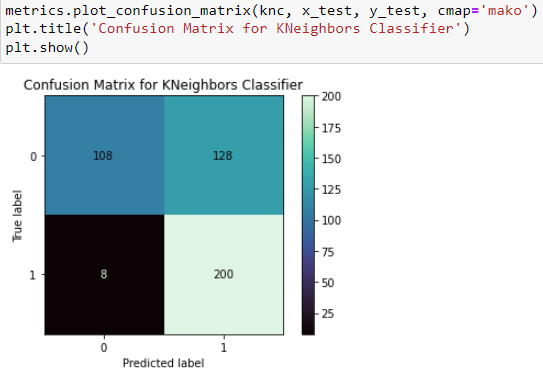 metrics.plot_confusion_matrix(knc, x_test, y_test, cmap='mako')
plt.title('Confusion Matrix for KNeighbors Classifier')
plt.show()
Confusion Matrix for KNeighbors Classifier
0
108
128
1
8
200
0
1
True label
Predicted label
200
175
150
125
100
75
50
25